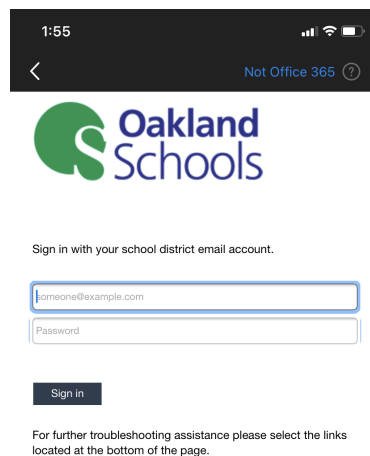 1:55
Not Office 365 ?
Oakland
Schools
Sign in with your school district email account.
someone@example.com
Password
Sign in
For further troubleshooting assistance please select the links
located at the bottom of the page.